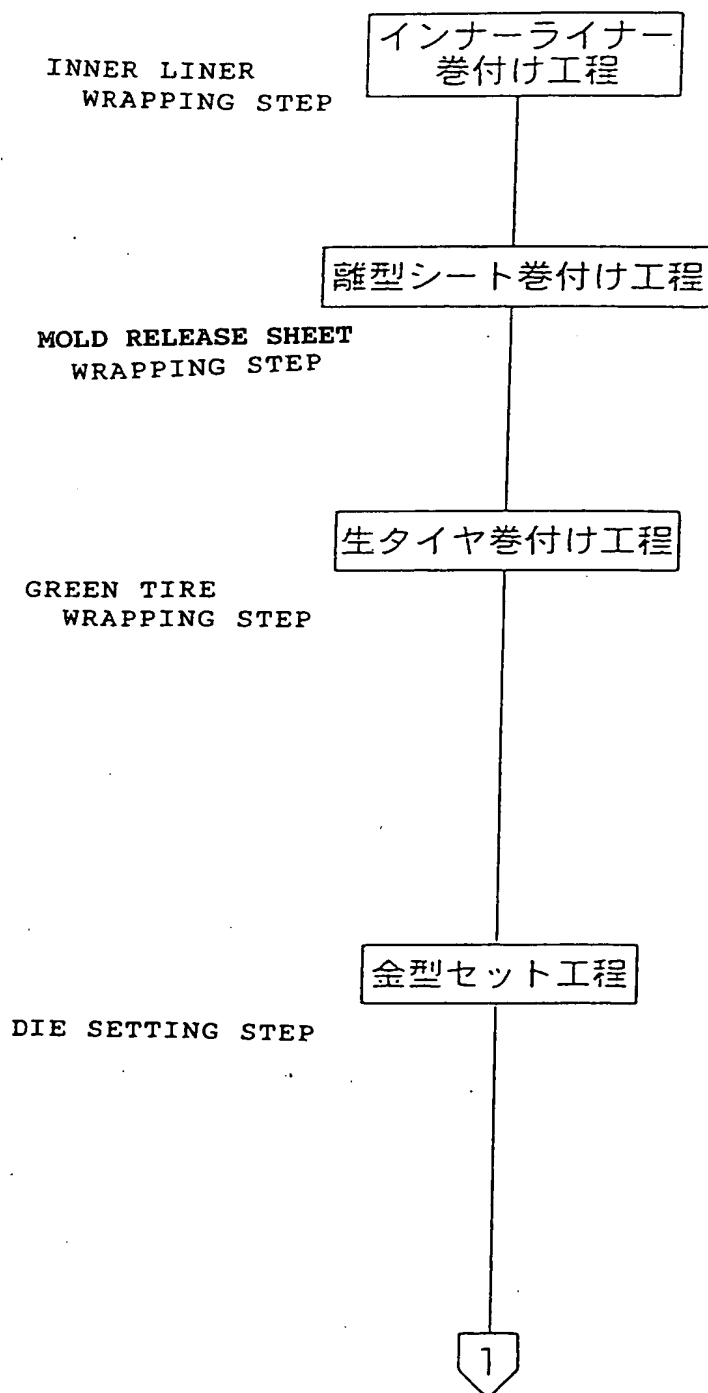 インナーライナー
巻付け工程
INNER LINER
WRAPPING STEP
離型シート巻付け工程
MOLD RELEASE SHEET
WRAPPING STEP
生タイヤ巻付け工程
GREEN TIRE
WRAPPING STEP
金型セット工程
DIE SETTING STEP
1